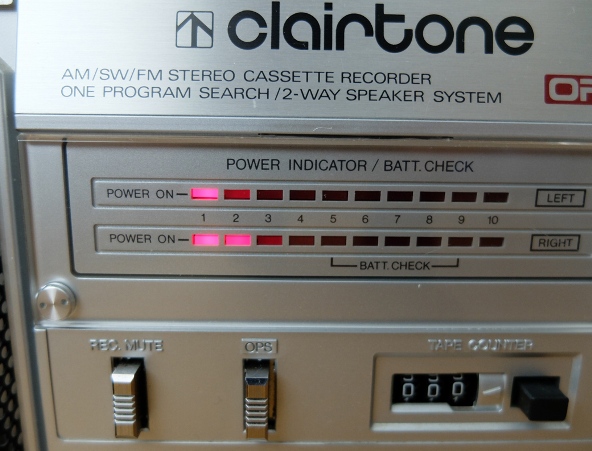 clairtone
AM/SW/FM STEREO CASSETTE RECORDER
ONE PROGRAM SEARCH/2-WAY SPEAKER SYSTEM
POWER INDICATOR / BATT. CHECK
POWER ON
LEFT
1 2 3 4 5 6 7 8 9 10
POWER ON
RIGHT
BATT. CHECK
REC. MUTE
OPS
TAPE COUNTER
000